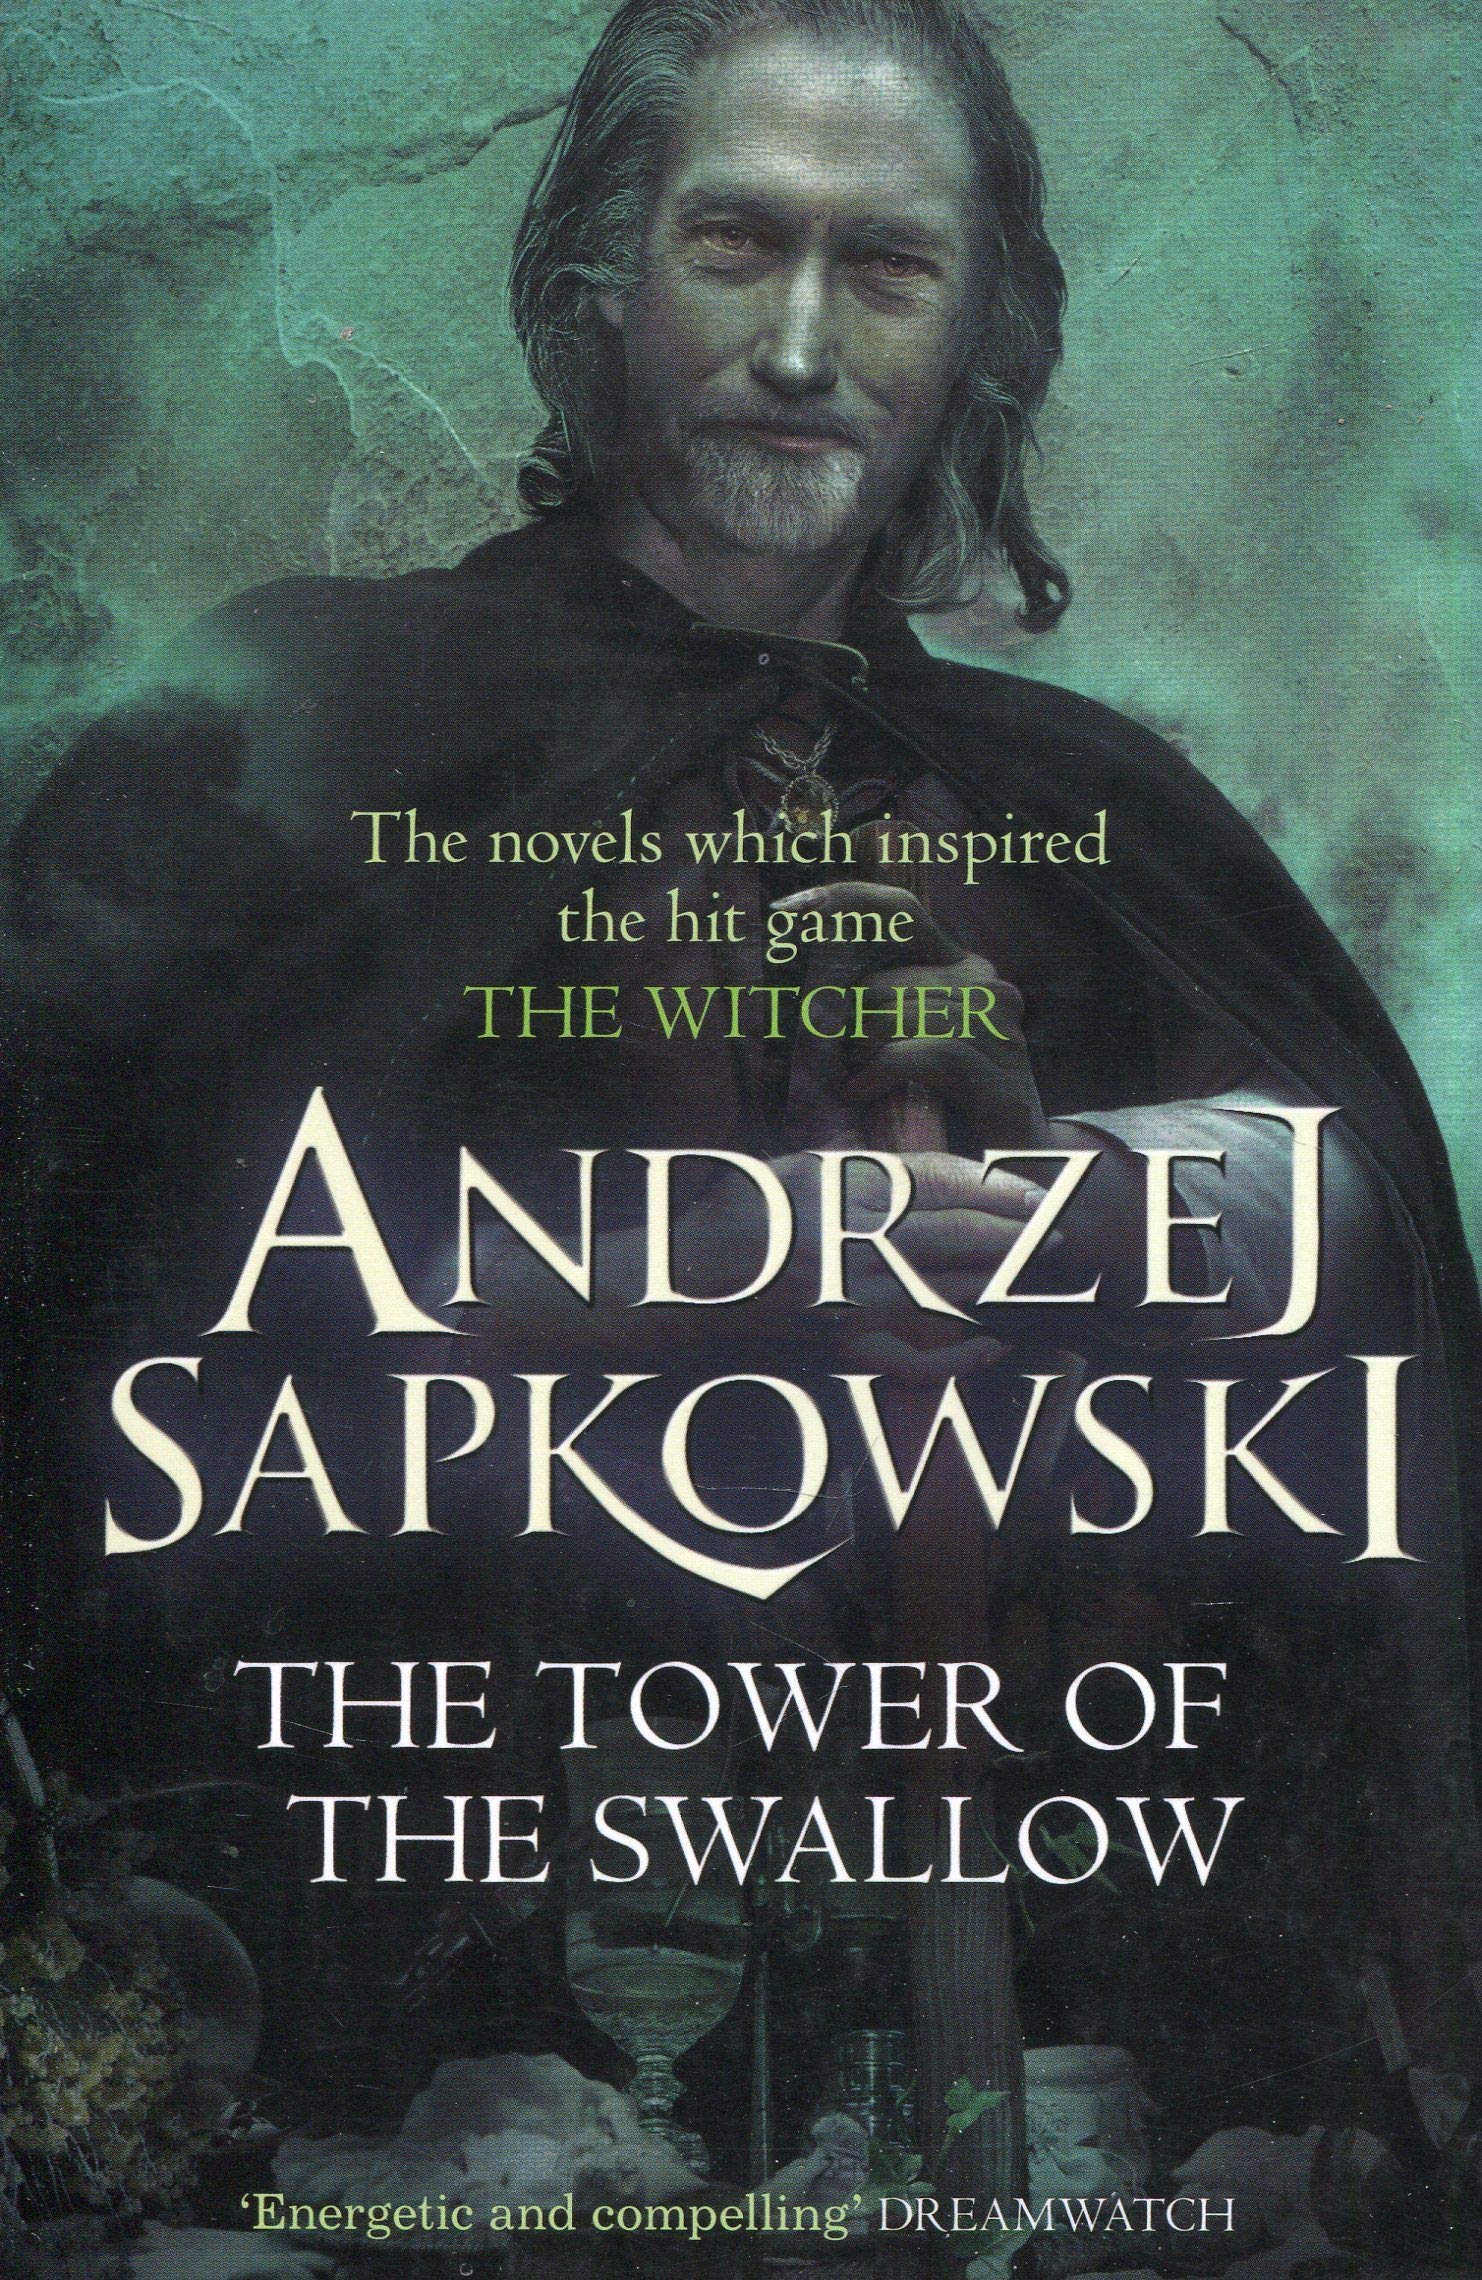 The novels which inspired
the hit game
THE WITCHER
ANDRZEJ
SAPKOWSKI
THE TOWER OF
THE SWALLOW
‘Energetic and compelling’ DREAMWATCH